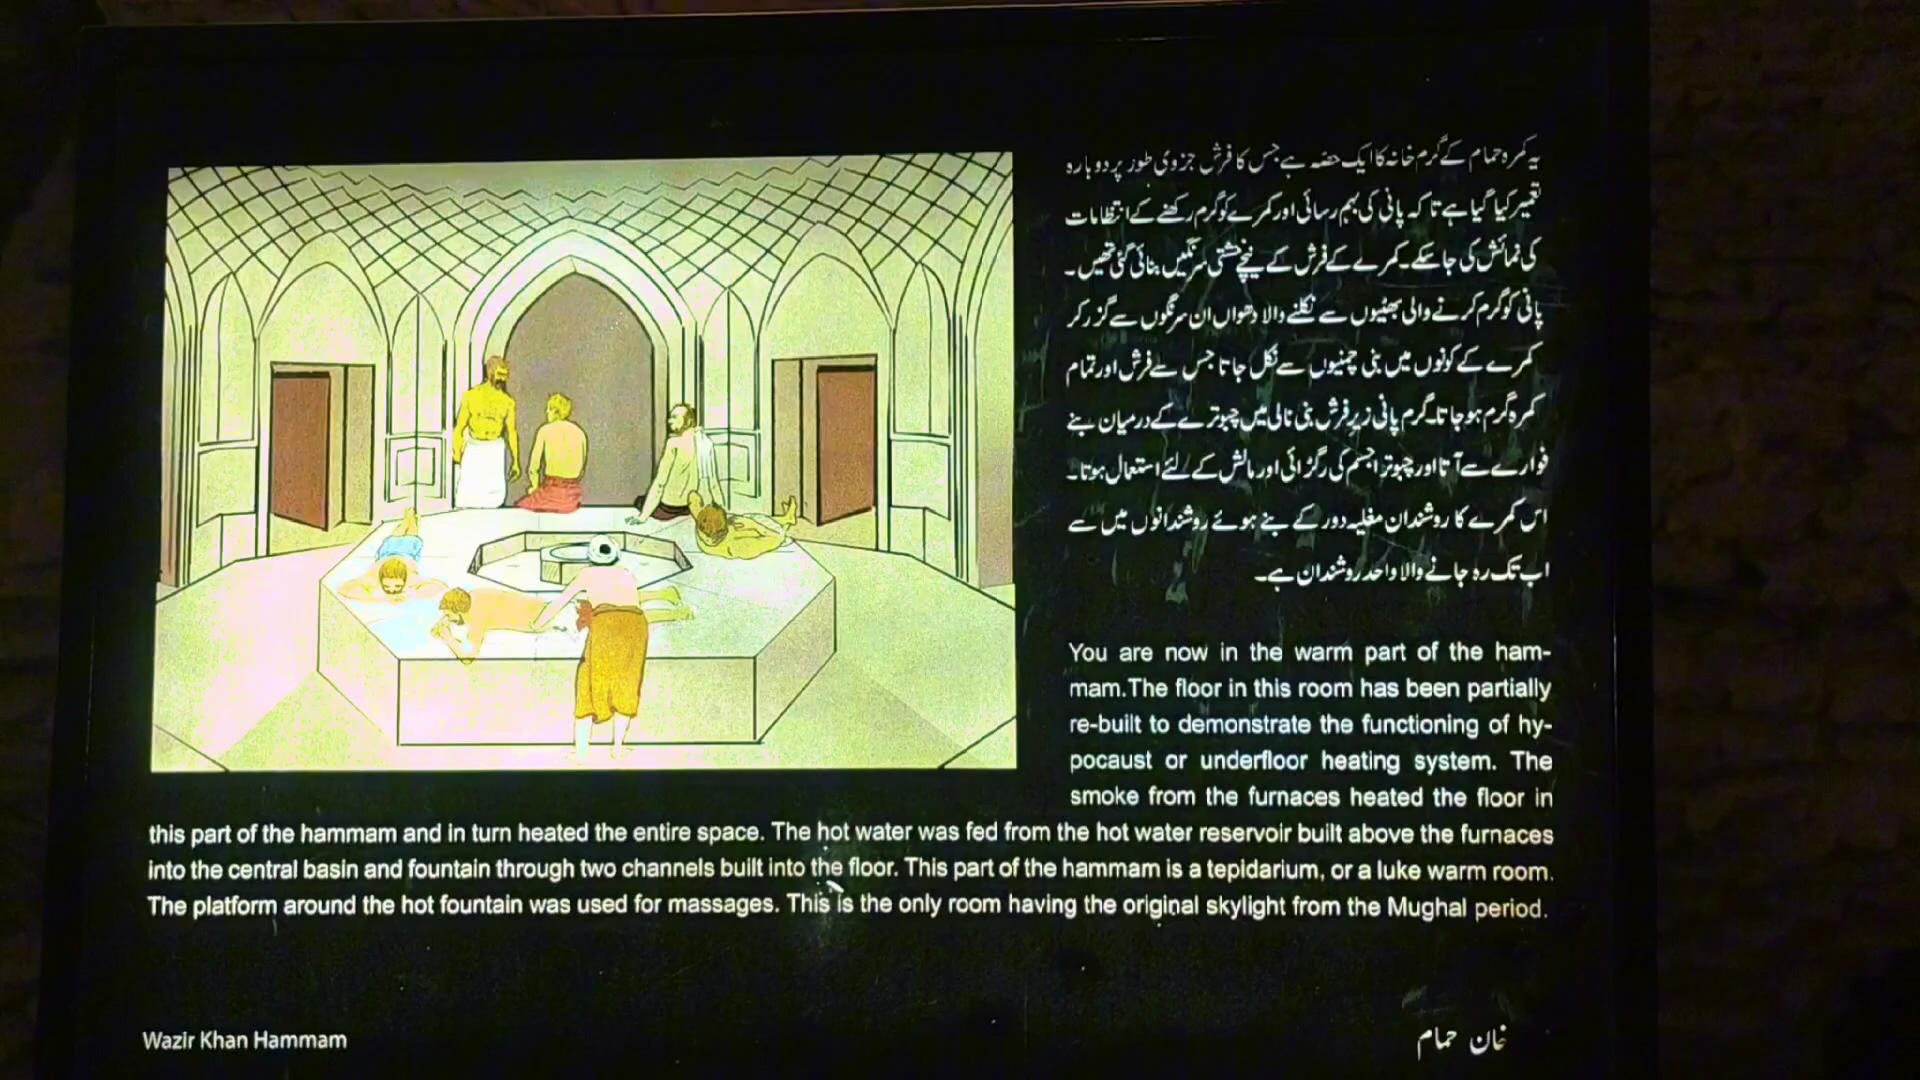 یہ کمرہ حمام کے گرم خانہ کا ایک حصّہ ہے جس کا فرش جزوی طور پر دوبارہ
تعمیر کیا گیا ہے تا کہ پانی کی بہم رسائی اور کمرے کو گرم رکھنے کے انتظامات
کی نمائش کی جا سکے۔ کمرے کے فرش کے نیچے خشتی سرنگیں بنائی گئی تھیں۔
پانی کو گرم کرنے والی بھٹیوں سے نکلنے والا دھواں ان سرنگوں سے گزر کر
کمرے کے کونوں میں بنی چمنیوں سے نکل جاتا جس سے فرش اور تمام
کمرہ گرم ہو جاتا۔ گرم پانی زیرِ فرش بنی نالی میں چبوترے کے درمیان بنے
فوارے سے آتا اور چبوترا جسم کی رگڑائی اور مالش کے لئے استعمال ہوتا۔
اس کمرے کا روشندان مغلیہ دور کے بنے ہوئے روشندانوں میں سے
اب تک رہ جانے والا واحد روشندان ہے۔
You are now in the warm part of the ham-
mam.The floor in this room has been partially
re-built to demonstrate the functioning of hy-
pocaust or underfloor heating system. The
smoke from the furnaces heated the floor in
this part of the hammam and in turn heated the entire space. The hot water was fed from the hot water reservoir built above the furnaces
into the central basin and fountain through two channels built into the floor. This part of the hammam is a tepidarium, or a luke warm room.
The platform around the hot fountain was used for massages. This is the only room having the original skylight from the Mughal period.
Wazir Khan Hammam
خان حمام